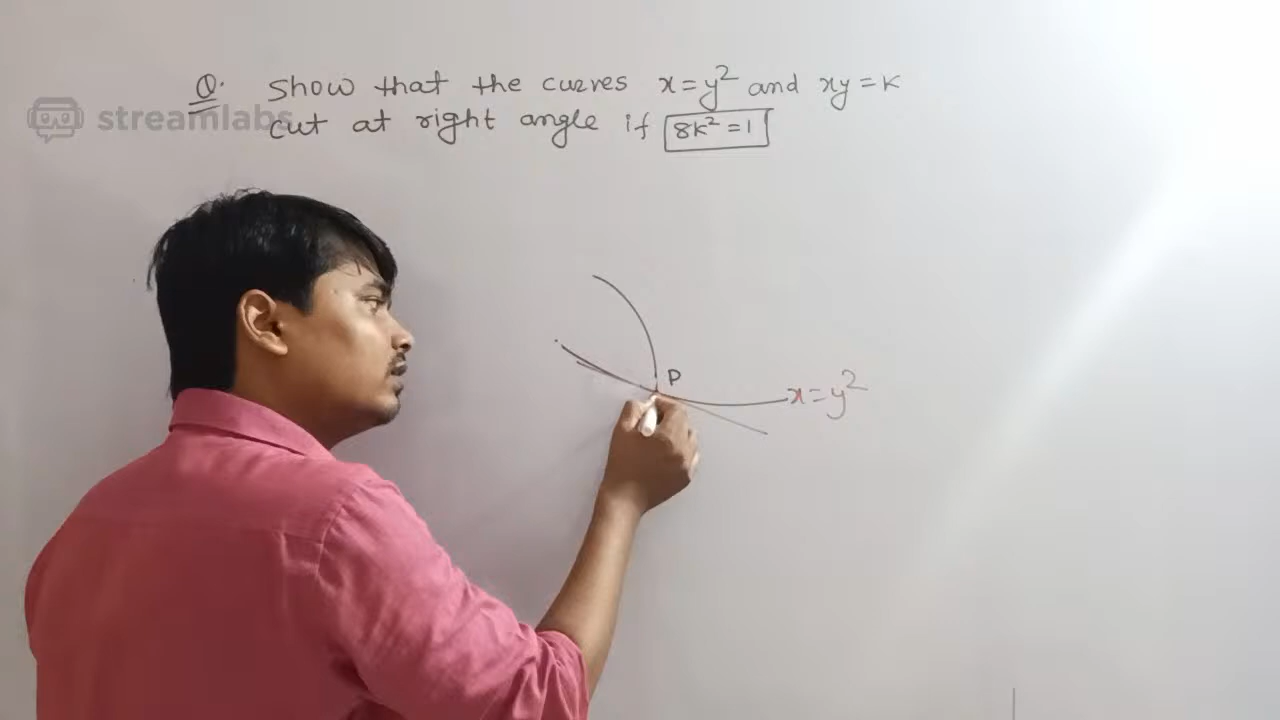 Q. Show that the curves x=y² and xy=k
streamlabs
cut at right angle if 8k²=1
P
x=y²